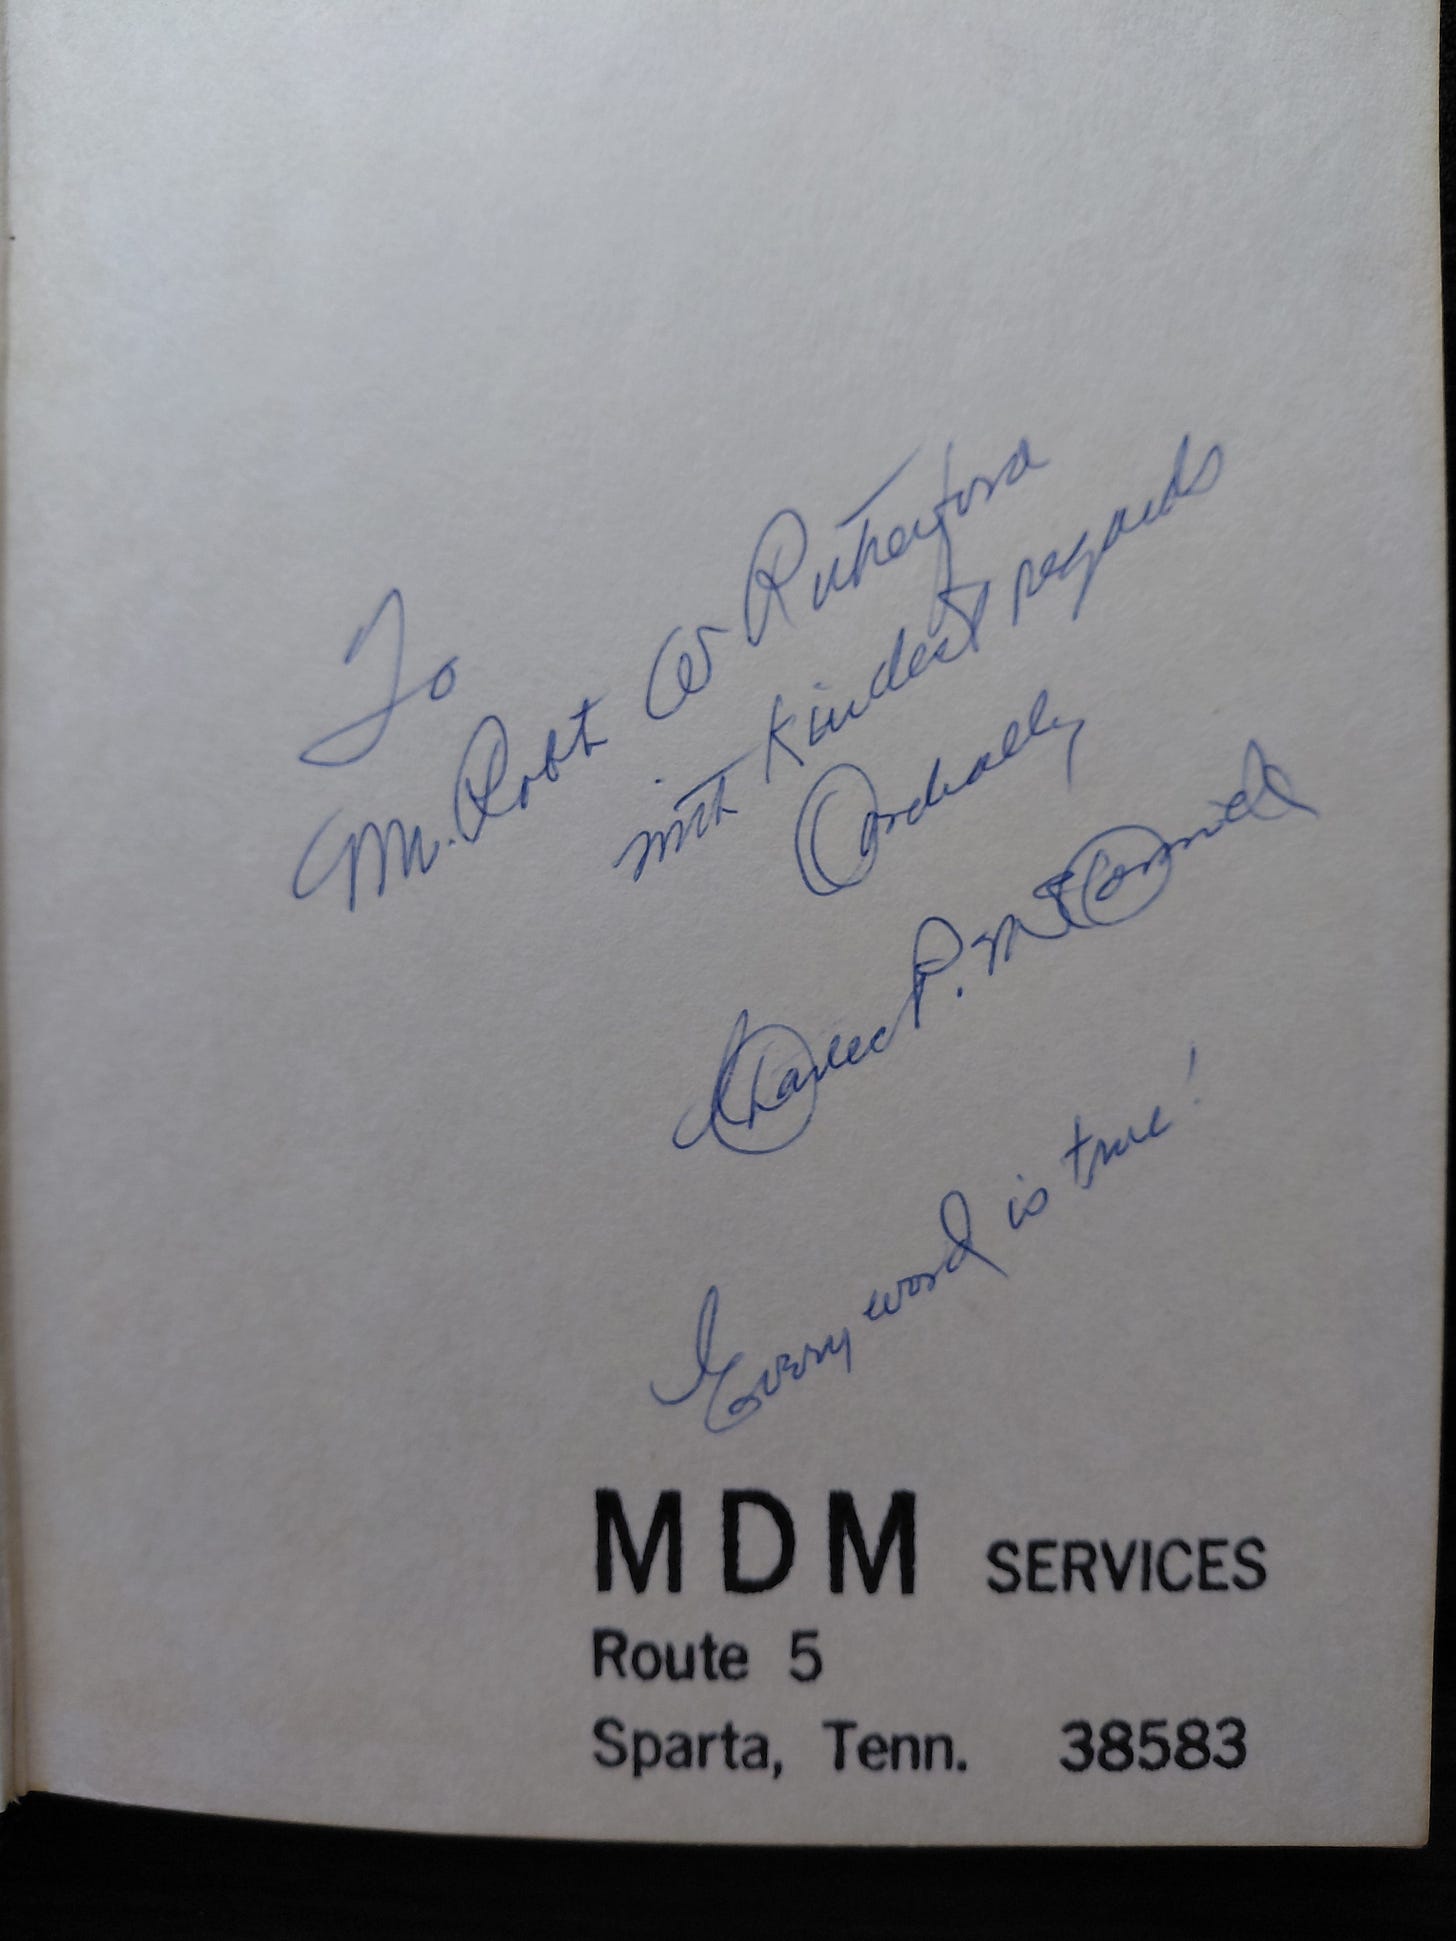 To
Mr. Robt W Rutherford
with kindest regards
Cordially
Charles P. McCormick
Every word is true!
MDM SERVICES
Route 5
Sparta, Tenn. 38583